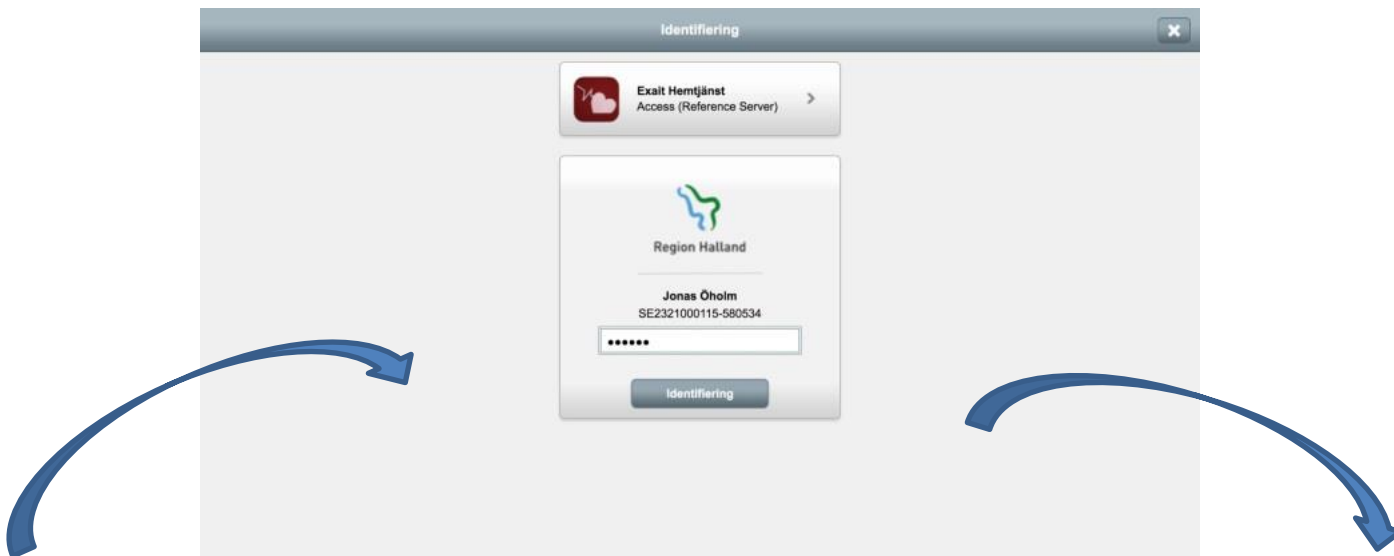 Identifiering
Exait Hemtjänst
Access (Reference Server)
Region Halland
Jonas Öholm
SE2321000115-580534
••••••
Identifiering